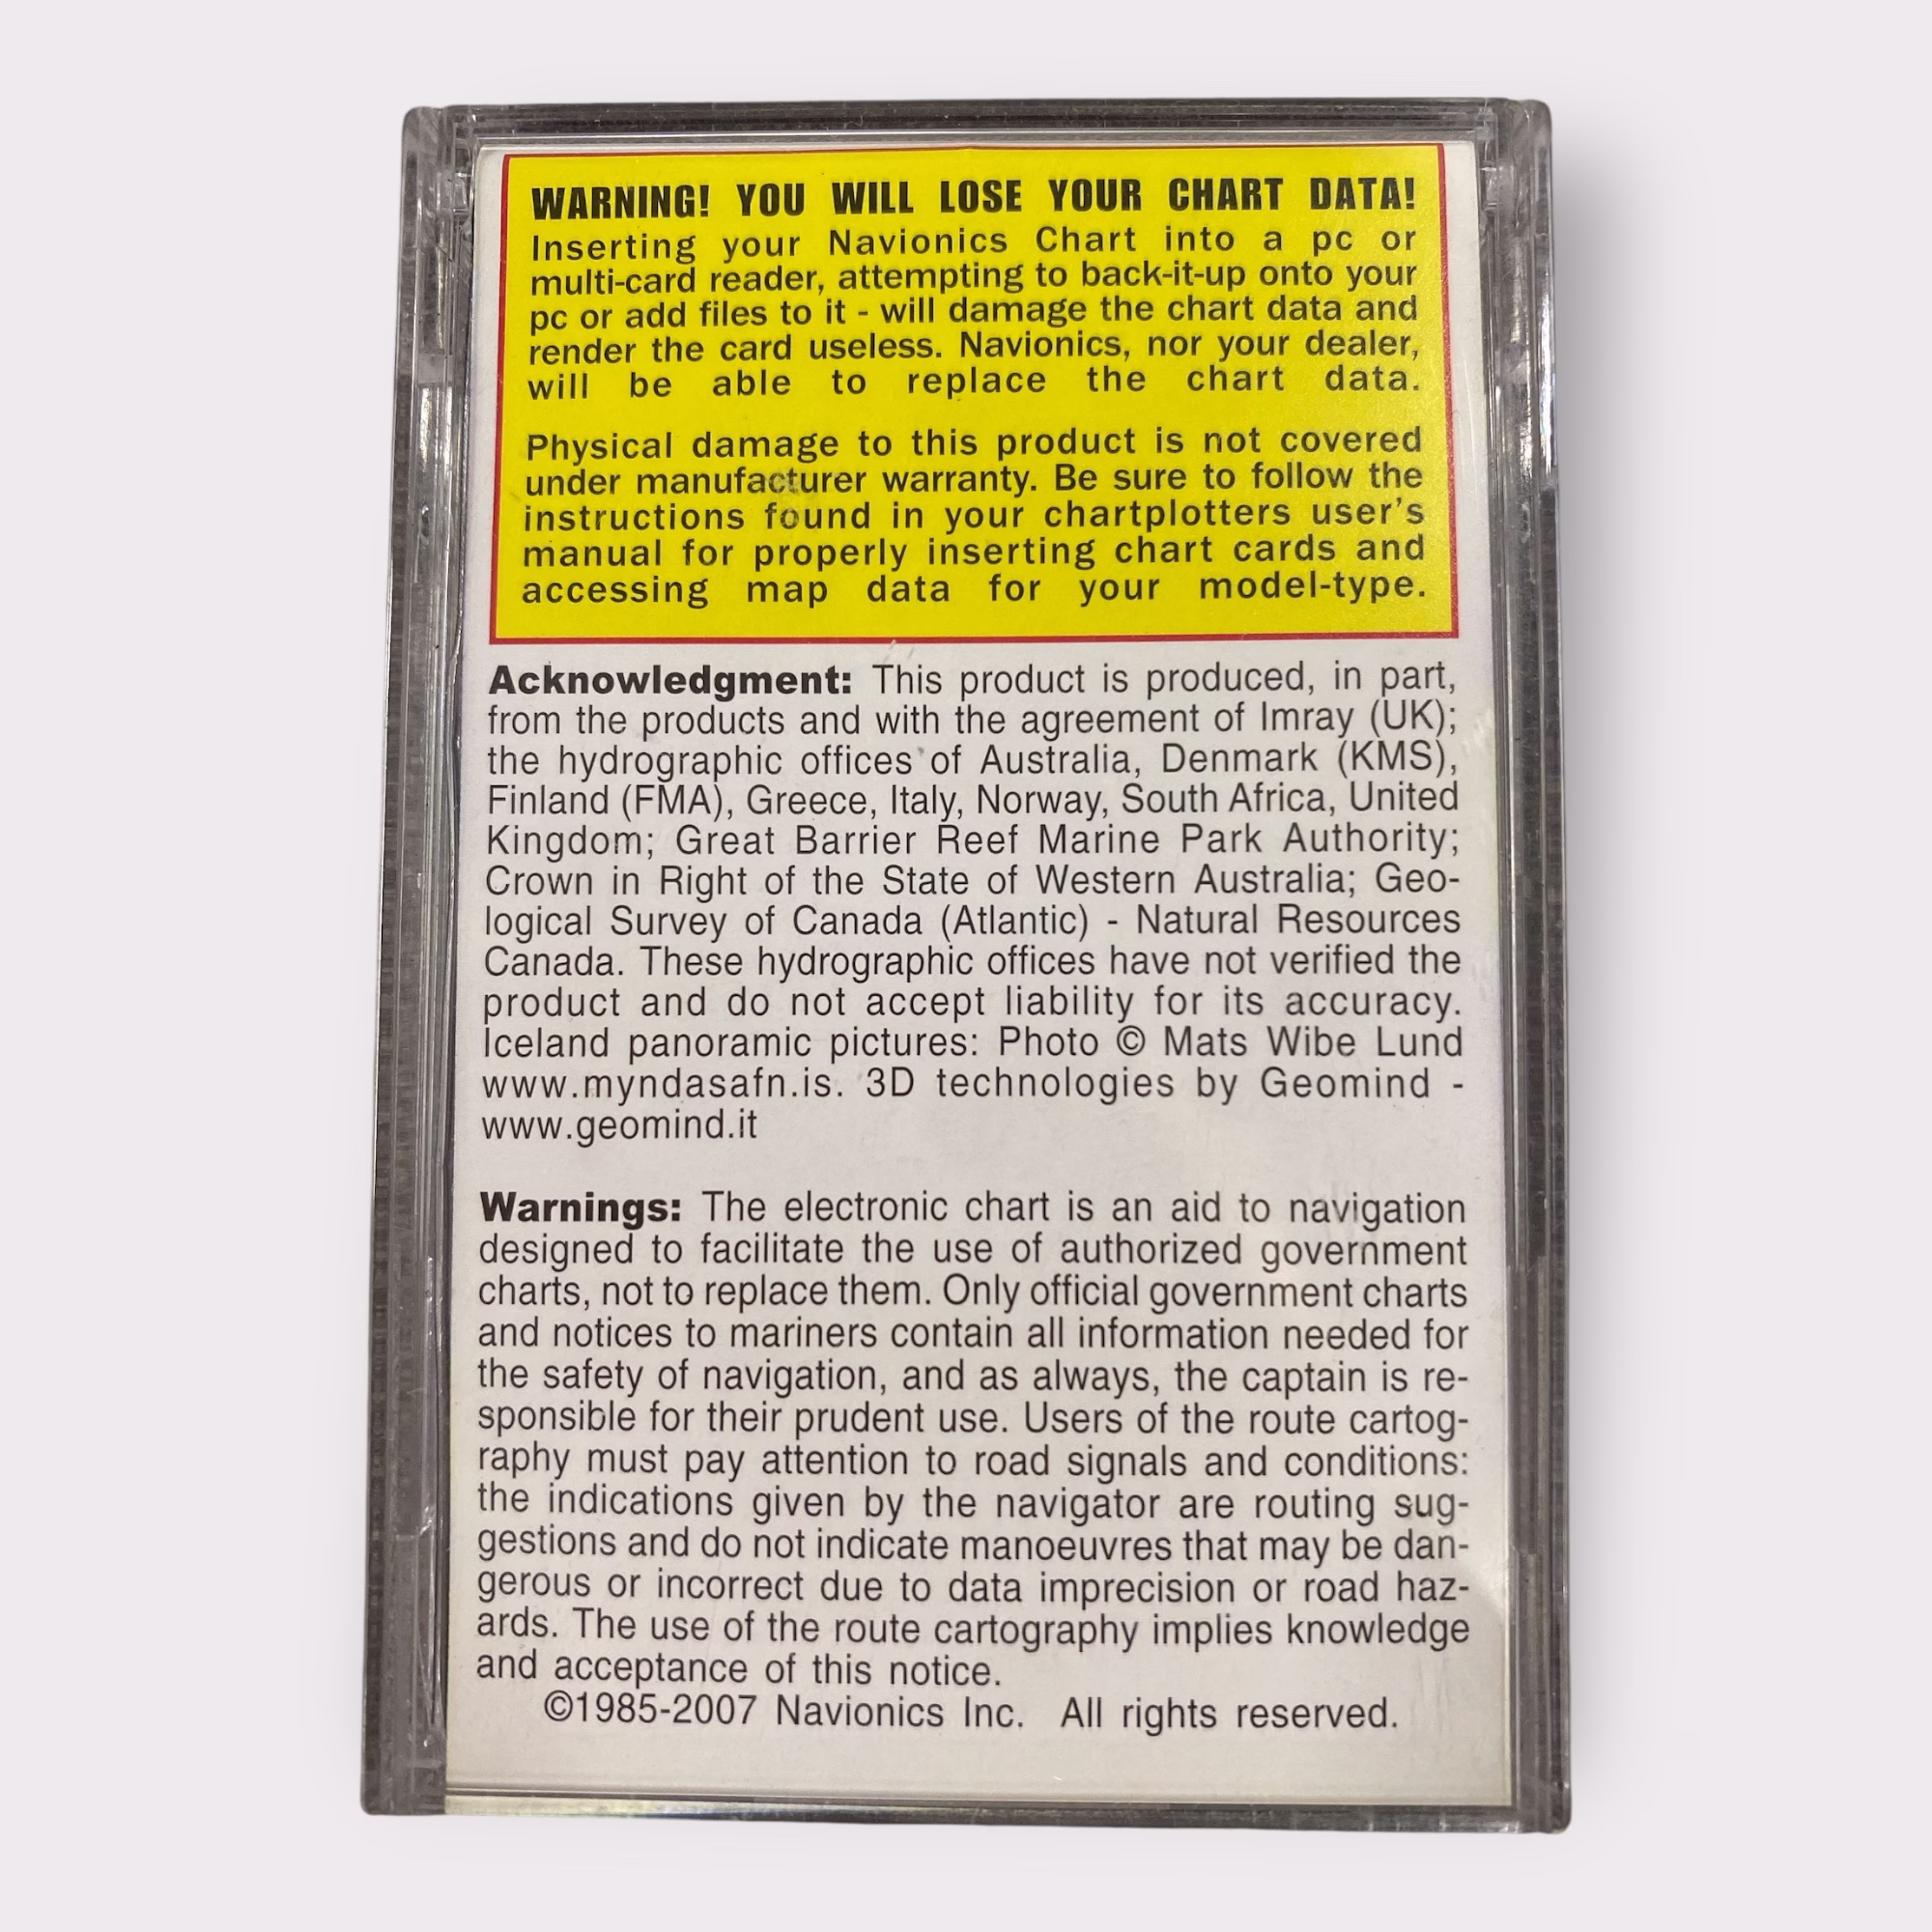 WARNING! YOU WILL LOSE YOUR CHART DATA!
Inserting your Navionics Chart into a pc or
multi-card reader, attempting to back-it-up onto your
pc or add files to it - will damage the chart data and
render the card useless. Navionics, nor your dealer,
will be able to replace the chart data.
Physical damage to this product is not covered
under manufacturer warranty. Be sure to follow the
instructions found in your chartplotters user's
manual for properly inserting chart cards and
accessing map data for your model-type.
Acknowledgment: This product is produced, in part,
from the products and with the agreement of Imray (UK);
the hydrographic offices of Australia, Denmark (KMS),
Finland (FMA), Greece, Italy, Norway, South Africa, United
Kingdom; Great Barrier Reef Marine Park Authority;
Crown in Right of the State of Western Australia; Geo-
logical Survey of Canada (Atlantic) - Natural Resources
Canada. These hydrographic offices have not verified the
product and do not accept liability for its accuracy.
Iceland panoramic pictures: Photo © Mats Wibe Lund
www.myndasafn.is. 3D technologies by Geomind -
www.geomind.it
Warnings: The electronic chart is an aid to navigation
designed to facilitate the use of authorized government
charts, not to replace them. Only official government charts
and notices to mariners contain all information needed for
the safety of navigation, and as always, the captain is re-
sponsible for their prudent use. Users of the route cartog-
raphy must pay attention to road signals and conditions:
the indications given by the navigator are routing sug-
gestions and do not indicate manoeuvres that may be dan-
gerous or incorrect due to data imprecision or road haz-
ards. The use of the route cartography implies knowledge
and acceptance of this notice.
©1985-2007 Navionics Inc. All rights reserved.